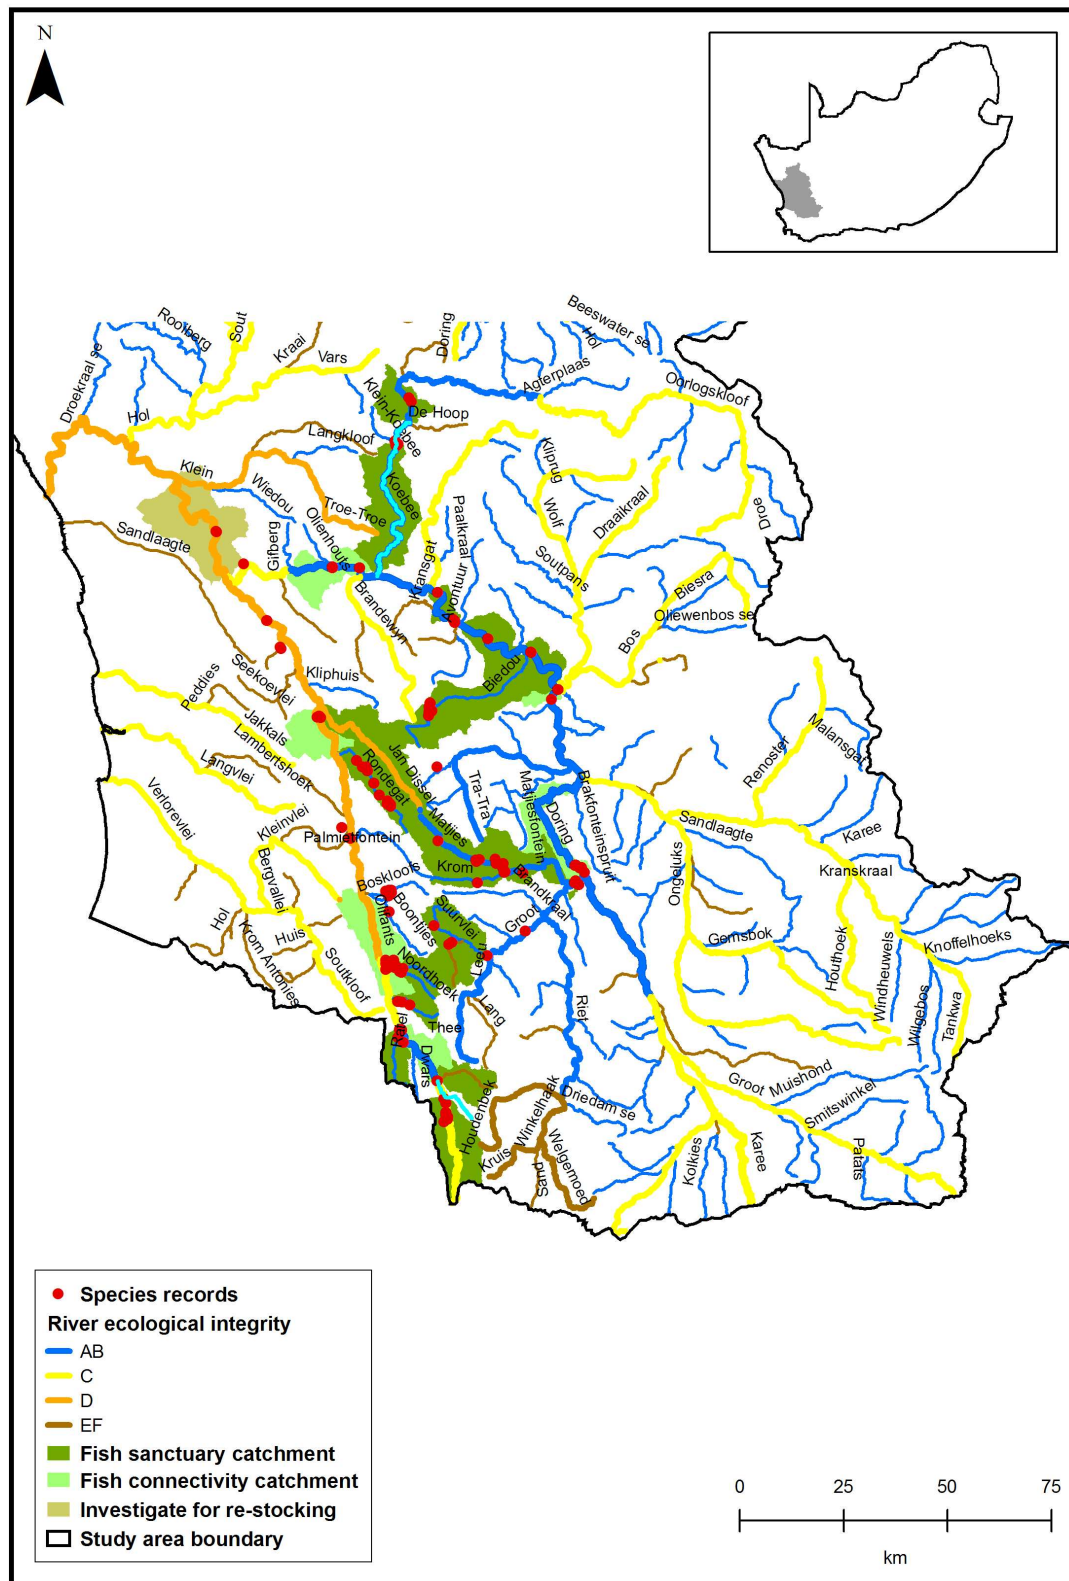 N
Beeswater se
Hol
Rooiberg
Sout
Kraai
Vars
Doring
Droekraal se
Hol
Agterplaas
Oorlogskloof
Klein-Koebee
De Hoop
Langkloof
Klein
Wiedou
Koebee
Troe-Troe
Oliënhouts
Gifberg
Sandlaagte
Kliprug
Wolf
Draaikraal
Droe
Paalkraal
Kransgat
Avontuur
Soutpans
Biesra
Oliewenbos se
Bos
Brandewyn
Biedou
Kliphuis
Seekoevlei
Peddies
Jakkals
Lambertshoek
Langvlei
Verlorevlei
Kleinvlei
Palmietfontein
Bergvallei
Rondegat
Jan Dissel
Matjies
Tra-Tra
Matjiesfontein
Doring
Brakfonteinspruit
Renoster
Malansgat
Sandlaagte
Karee
Kranskraal
Ongeluks
Krom
Brandkraal
Boskloofs
Boontjies
Olifants
Suurvlei
Groot
Leeu
Gemsbok
Houthoek
Windheuwels
Knoffelhoeks
Wilgebos
Tankwa
Hol
Huis
Krom Antonies
Soutkloof
Noordhoek
Lang
Thee
Riet
Ratel
Dwars
Groot
Muishond
Smitswinkel
Driedam se
Houdenbek
Winkelhaak
Kruis
Sand
Welgemoed
Kolkies
Karee
Patats
Species records
River ecological integrity
AB
C
D
EF
Fish sanctuary catchment
Fish connectivity catchment
Investigate for re-stocking
Study area boundary
0 25 50 75
km